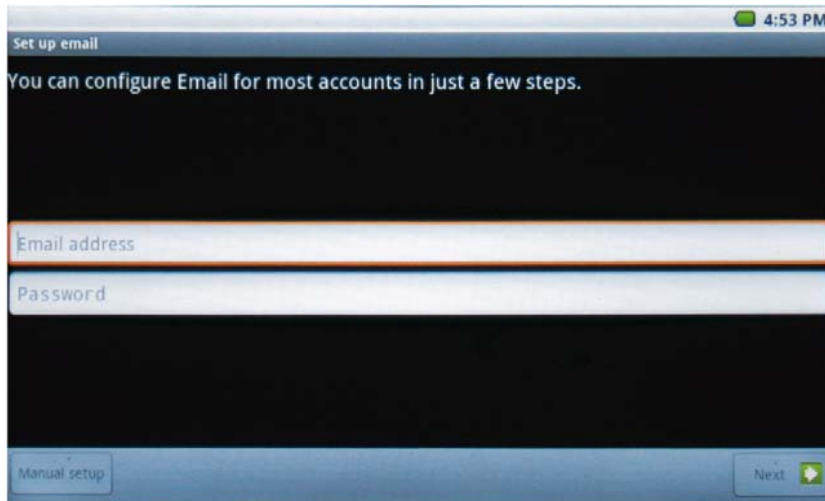 4:53 PM
Set up email
You can configure Email for most accounts in just a few steps.
Email address
Password
Manual setup
Next